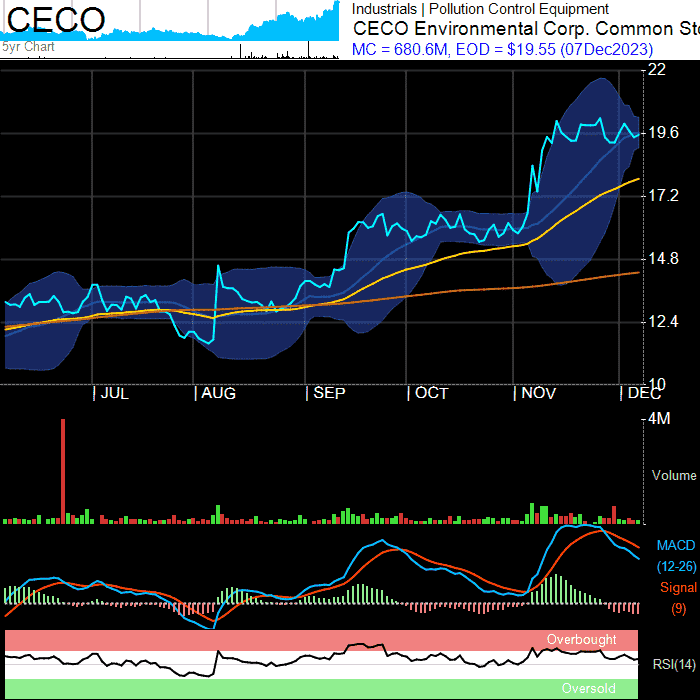 CECO
5yr Chart
Industrials | Pollution Control Equipment
CECO Environmental Corp. Common Sto
MC = 680.6M, EOD = $19.55 (07Dec2023)
22
19.6
17.2
14.8
12.4
10
| JUL | AUG | SEP | OCT | NOV | DEC
4M
Volume
MACD
(12-26)
Signal
(9)
Overbought
RSI(14)
Oversold